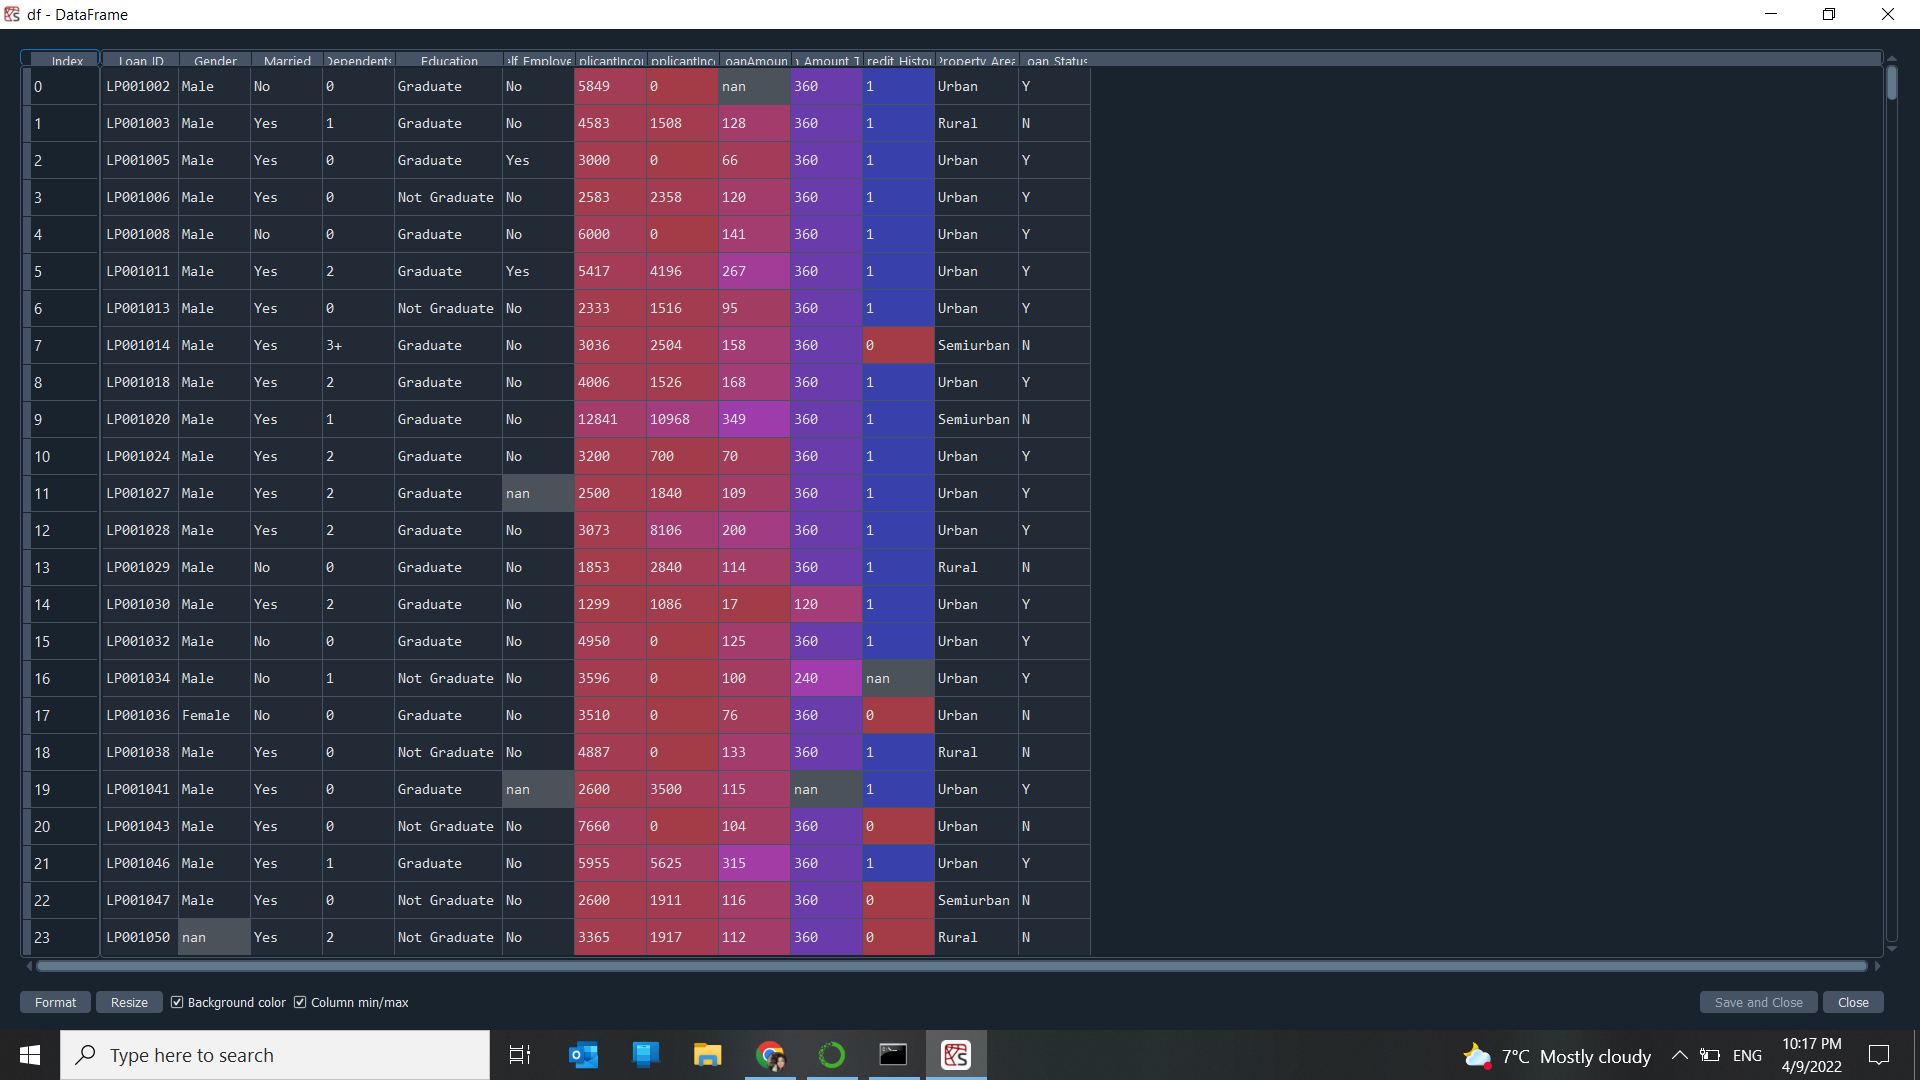 df - DataFrame
Index Loan_ID Gender Married Dependents Education elf_Employe plicantIncou pplicantInc oanAmoun _Amount_T redit_Histo Property_Area oan_Status
0 LP001002 Male No 0 Graduate No 5849 0 nan 360 1 Urban Y
1 LP001003 Male Yes 1 Graduate No 4583 1508 128 360 1 Rural N
2 LP001005 Male Yes 0 Graduate Yes 3000 0 66 360 1 Urban Y
3 LP001006 Male Yes 0 Not Graduate No 2583 2358 120 360 1 Urban Y
4 LP001008 Male No 0 Graduate No 6000 0 141 360 1 Urban Y
5 LP001011 Male Yes 2 Graduate Yes 5417 4196 267 360 1 Urban Y
6 LP001013 Male Yes 0 Not Graduate No 2333 1516 95 360 1 Urban Y
7 LP001014 Male Yes 3+ Graduate No 3036 2504 158 360 0 Semiurban N
8 LP001018 Male Yes 2 Graduate No 4006 1526 168 360 1 Urban Y
9 LP001020 Male Yes 1 Graduate No 12841 10968 349 360 1 Semiurban N
10 LP001024 Male Yes 2 Graduate No 3200 700 70 360 1 Urban Y
11 LP001027 Male Yes 2 Graduate nan 2500 1840 109 360 1 Urban Y
12 LP001028 Male Yes 2 Graduate No 3073 8106 200 360 1 Urban Y
13 LP001029 Male No 0 Graduate No 1853 2840 114 360 1 Rural N
14 LP001030 Male Yes 2 Graduate No 1299 1086 17 120 1 Urban Y
15 LP001032 Male No 0 Graduate No 4950 0 125 360 1 Urban Y
16 LP001034 Male No 1 Not Graduate No 3596 0 100 240 nan Urban Y
17 LP001036 Female No 0 Graduate No 3510 0 76 360 0 Urban N
18 LP001038 Male Yes 0 Not Graduate No 4887 0 133 360 1 Rural N
19 LP001041 Male Yes 0 Graduate nan 2600 3500 115 nan 1 Urban Y
20 LP001043 Male Yes 0 Not Graduate No 7660 0 104 360 0 Urban N
21 LP001046 Male Yes 1 Graduate No 5955 5625 315 360 1 Urban Y
22 LP001047 Male Yes 0 Not Graduate No 2600 1911 116 360 0 Semiurban N
23 LP001050 nan Yes 2 Not Graduate No 3365 1917 112 360 0 Rural N
Format Resize Background color Column min/max Save and Close Close
Type here to search 7°C Mostly cloudy ENG 10:17 PM
4/9/2022